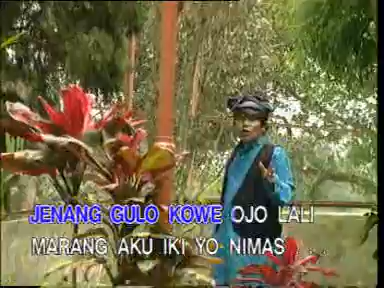 JENANG GULO KOWE OJO LALI
MARANG AKU IKI YO NIMAS . .